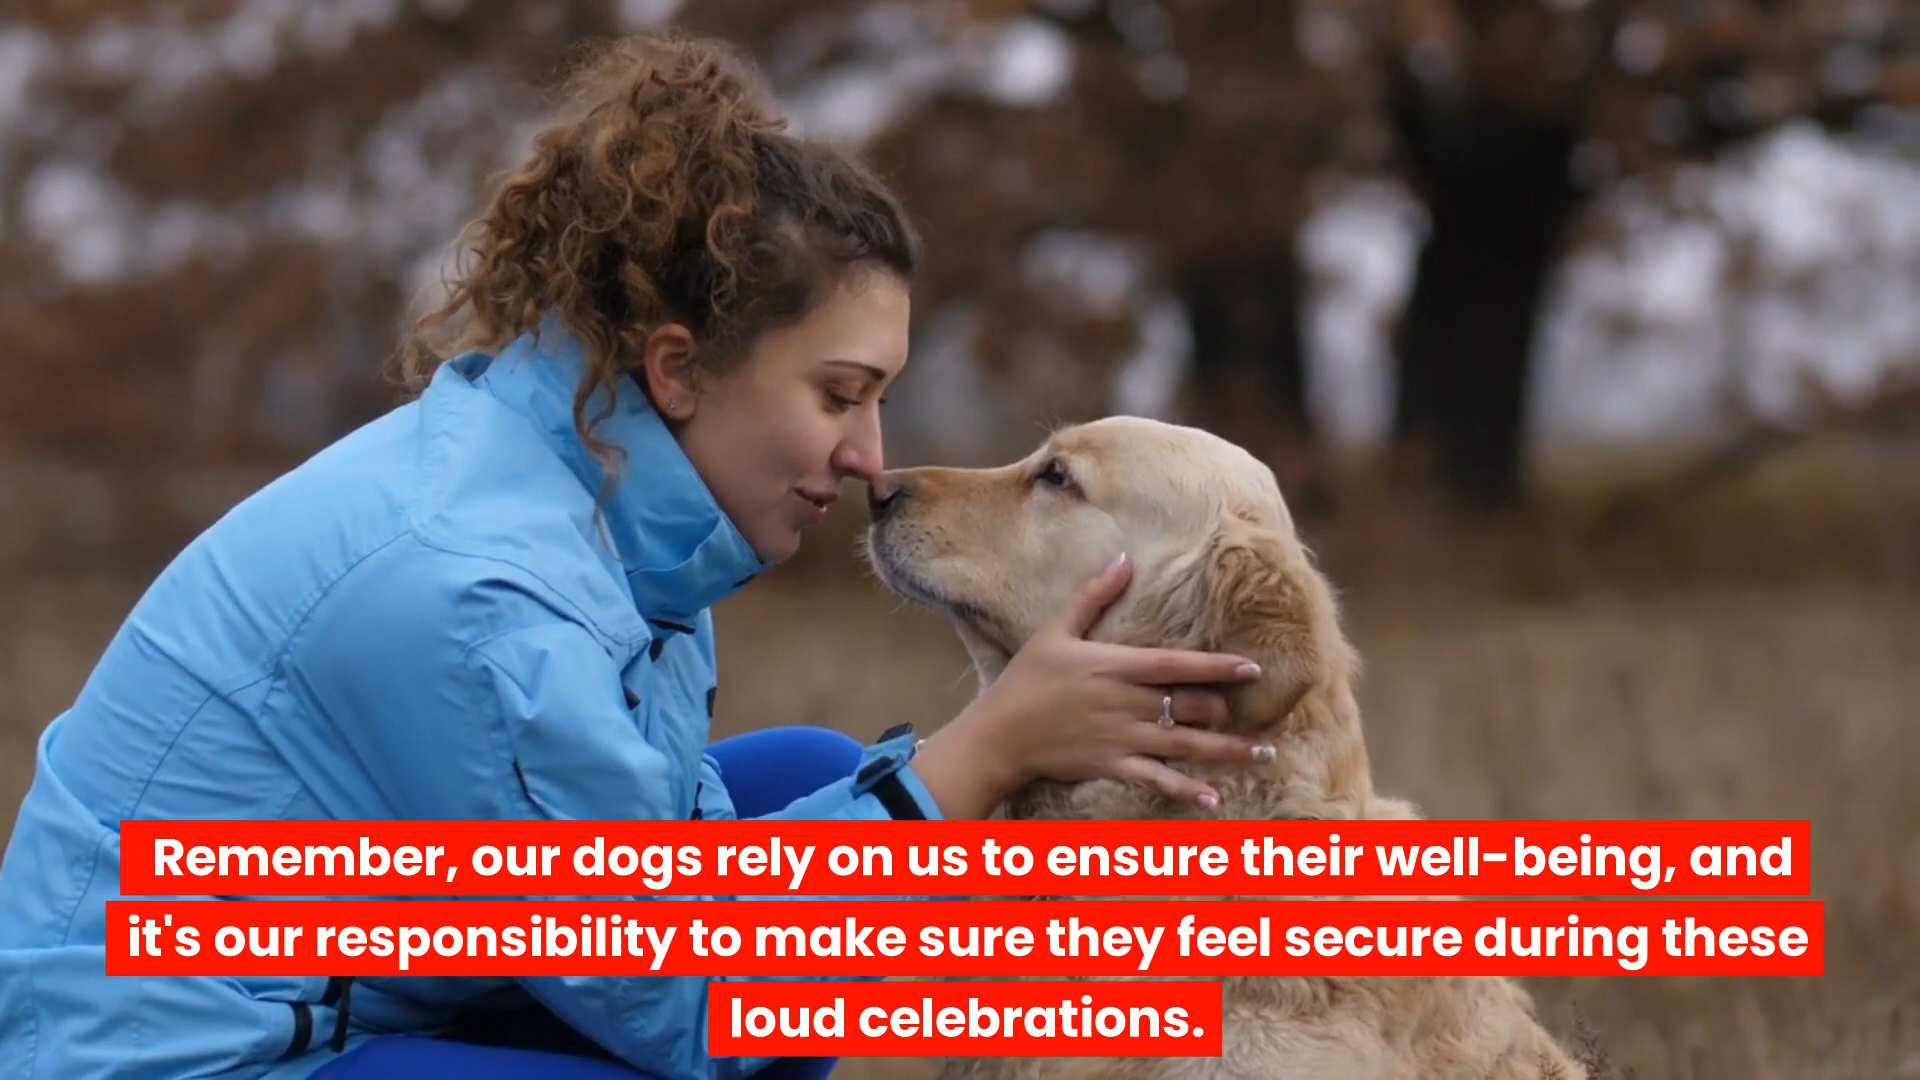 Remember, our dogs rely on us to ensure their well-being, and
it's our responsibility to make sure they feel secure during these
loud celebrations.